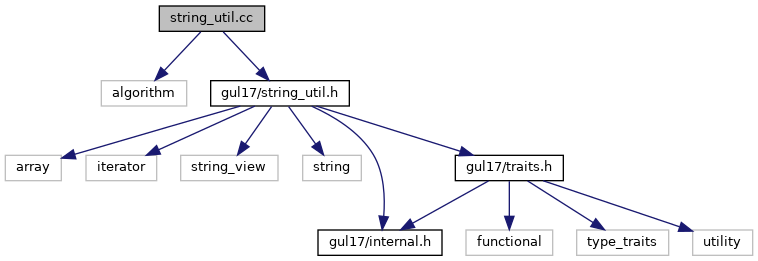 string_util.cc
algorithm
gul17/string_util.h
array
iterator
string_view
string
gul17/traits.h
gul17/internal.h
functional
type_traits
utility